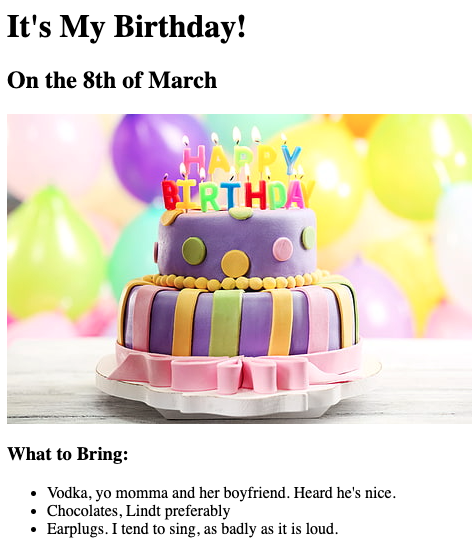 It's My Birthday!
On the 8th of March
HAPPY
BIRTHDAY
What to Bring:
Vodka, yo momma and her boyfriend. Heard he's nice.
Chocolates, Lindt preferably
Earplugs. I tend to sing, as badly as it is loud.